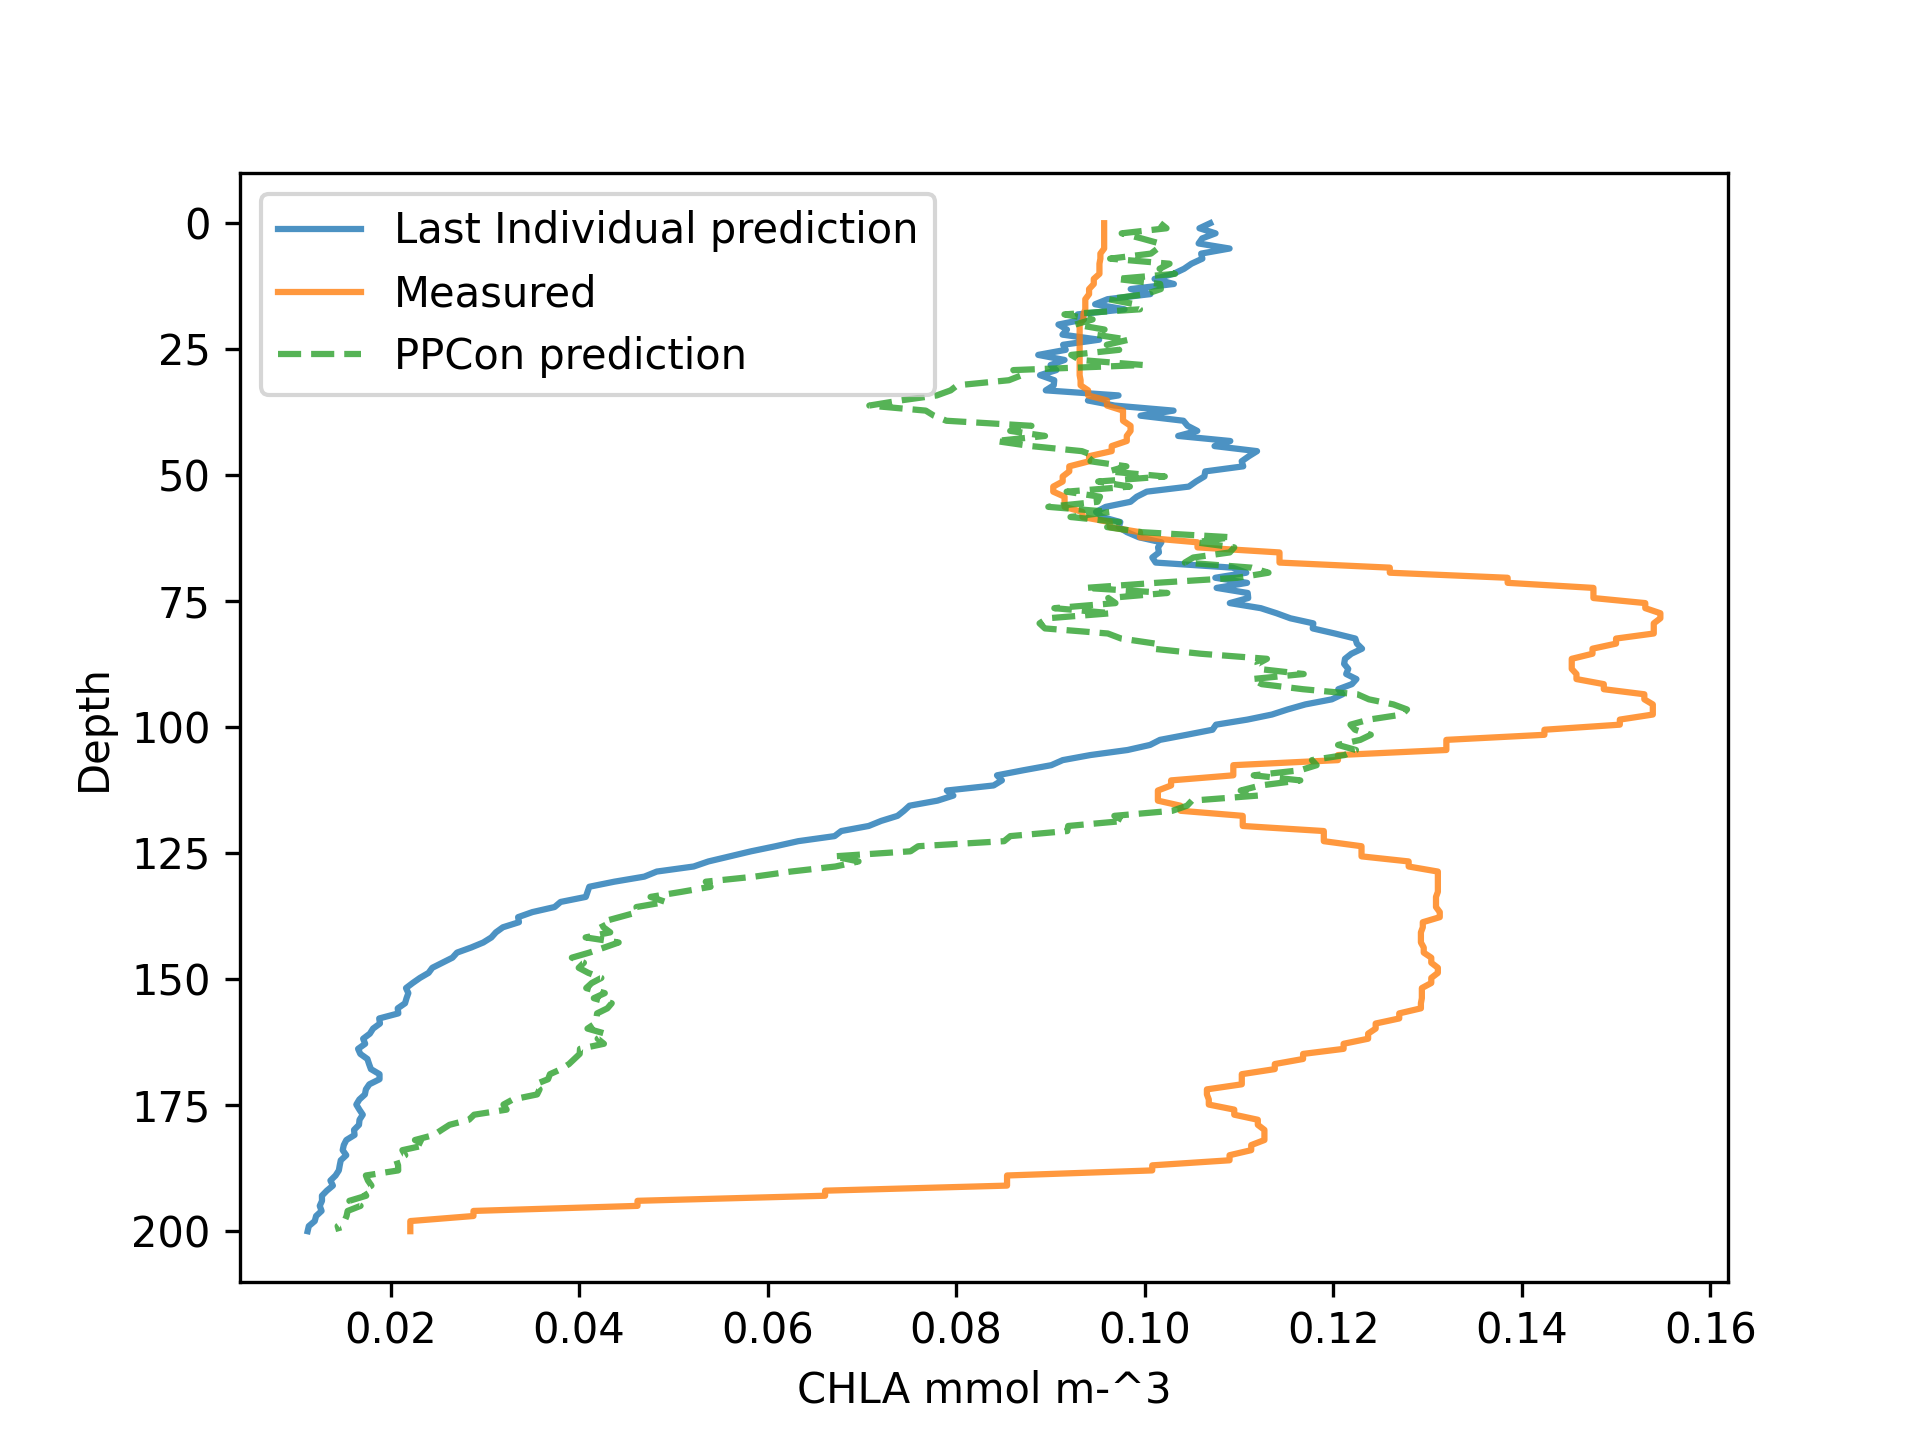 Last Individual prediction
Measured
PPCon prediction
0
25
50
75
100
125
150
175
200
Depth
0.02 0.04 0.06 0.08 0.10 0.12 0.14 0.16
CHLA mmol m-^3